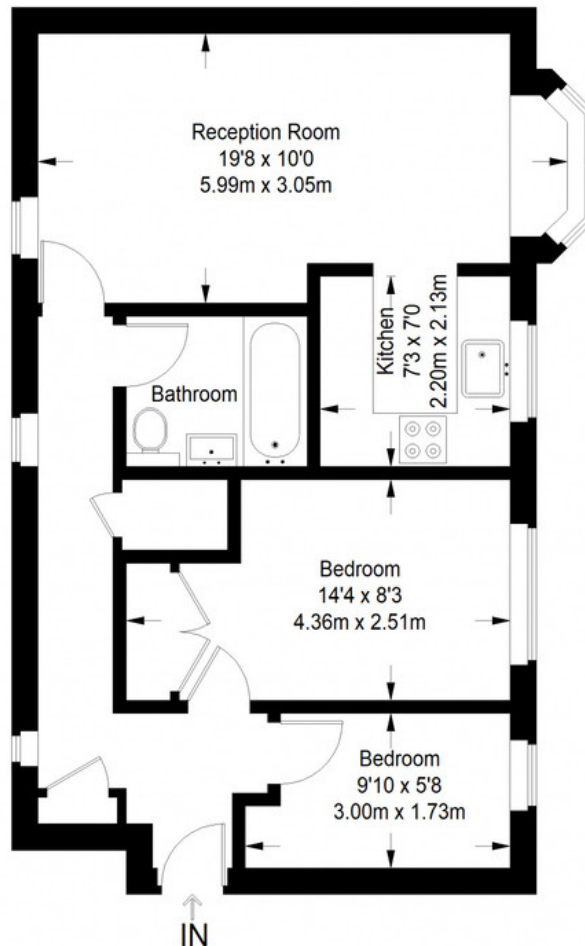 Reception Room
19'8 x 10'0
5.99m x 3.05m
Kitchen
7'3 x 7'0
2.20m x 2.13m
Bathroom
Bedroom
14'4 x 8'3
4.36m x 2.51m
Bedroom
9'10 x 5'8
3.00m x 1.73m
IN